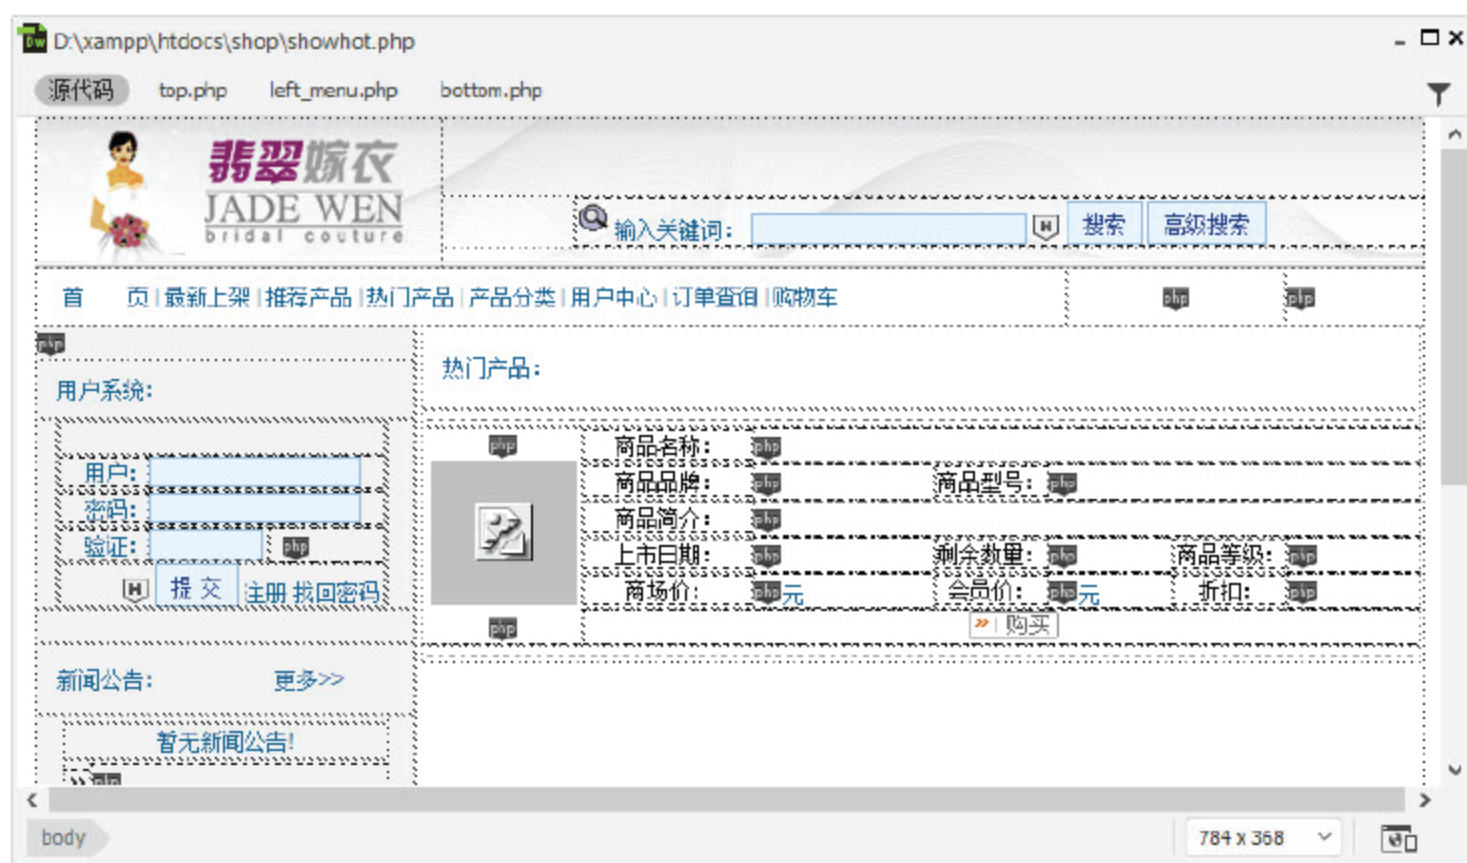 Dw D:\xampp\htdocs\shop\showhot.php
源代码 top.php left_menu.php bottom.php
翡翠嫁衣
JADE WEN
bridal couture
输入关键词: H 搜索 高级搜索
首 页 | 最新上架 | 推荐产品 | 热门产品 | 产品分类 | 用户中心 | 订单查询 | 购物车 php php
php
用户系统:
用户:
密码:
验证: php
H 提 交 注册 找回密码
新闻公告: 更多>>
暂无新闻公告!
» php
热门产品:
php 商品名称: php
商品品牌: php 商品型号: php
商品简介: php
上市日期: php 剩余数量: php 商品等级: php
商场价: php元 会员价: php元 折扣: php
php » | 购买
body 784 x 368